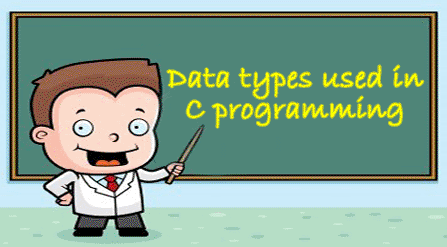 Data types used in
C programming